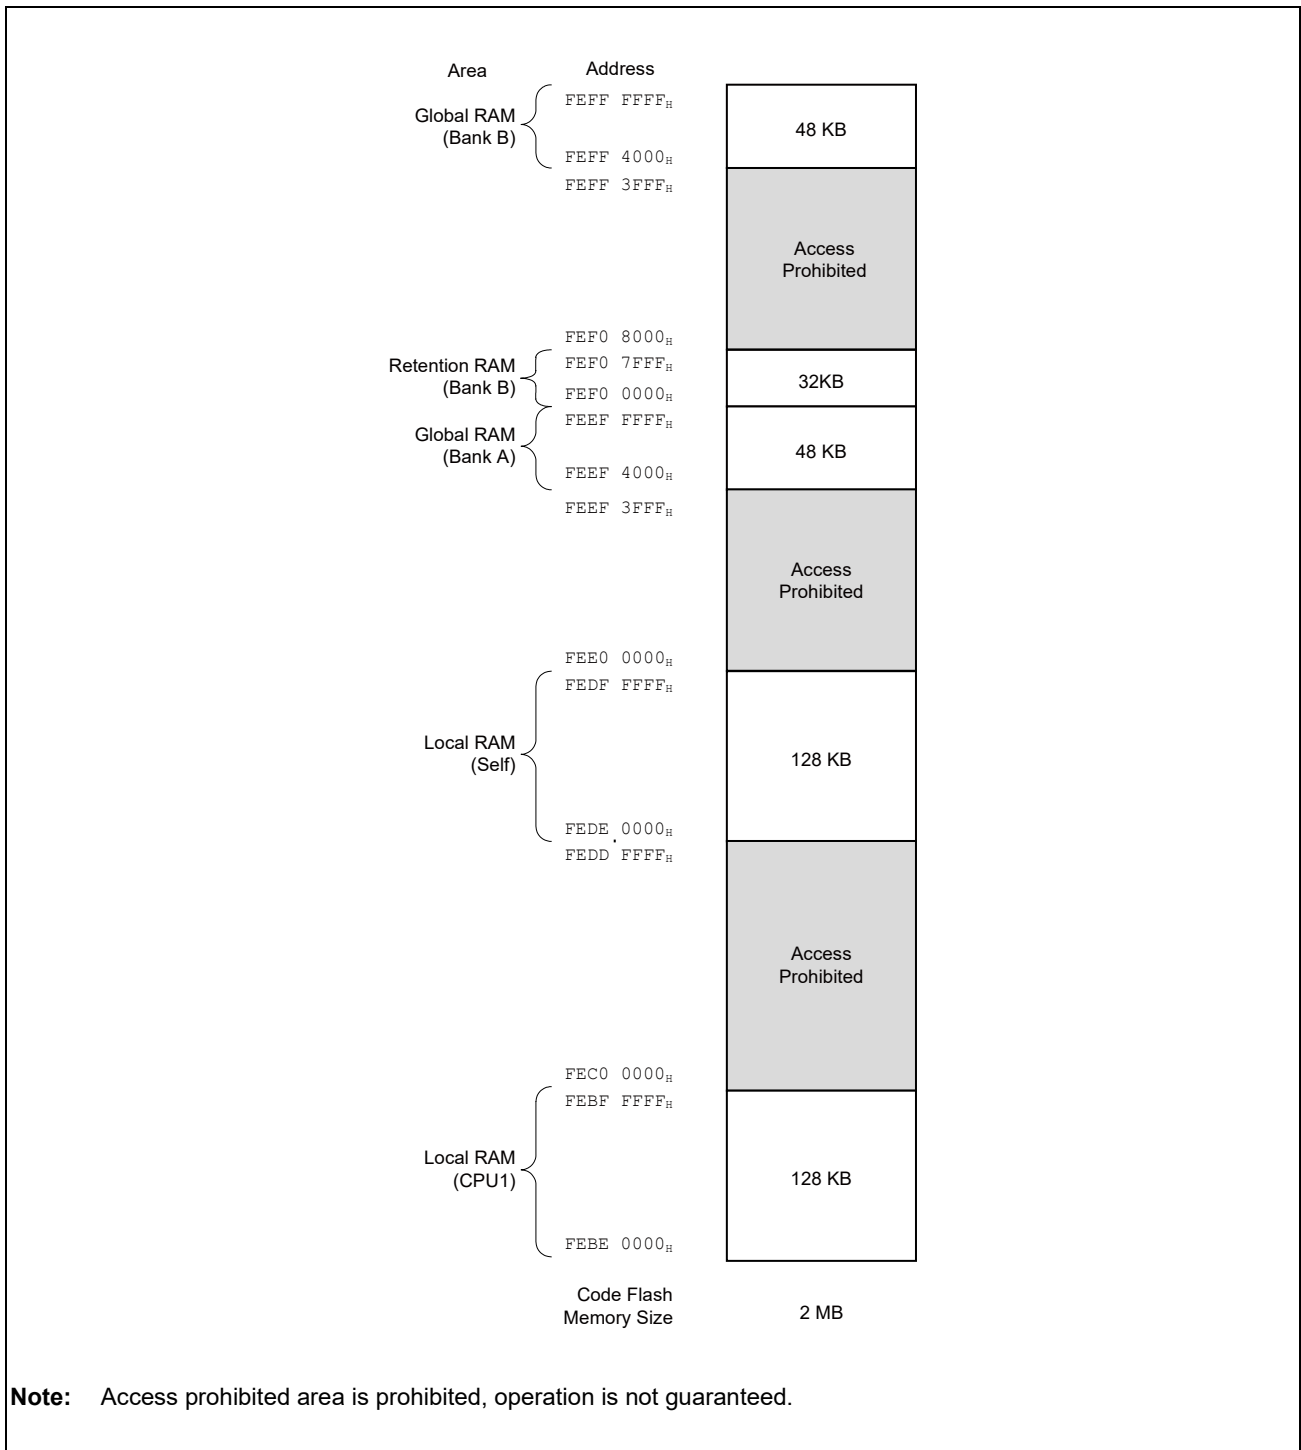 Area Address
FEFF FFFFH
Global RAM
(Bank B)
48 KB
FEFF 4000H
FEFF 3FFFH
Access
Prohibited
FEF0 8000H
Retention RAM
(Bank B)
FEF0 7FFFH
32KB
FEF0 0000H
FEEF FFFFH
Global RAM
(Bank A)
48 KB
FEEF 4000H
FEEF 3FFFH
Access
Prohibited
FEE0 0000H
FEDF FFFFH
Local RAM
(Self)
128 KB
FEDE 0000H
FEDD FFFFH
Access
Prohibited
FEC0 0000H
FEBF FFFFH
Local RAM
(CPU1)
128 KB
FEBE 0000H
Code Flash
Memory Size
2 MB
Note: Access prohibited area is prohibited, operation is not guaranteed.